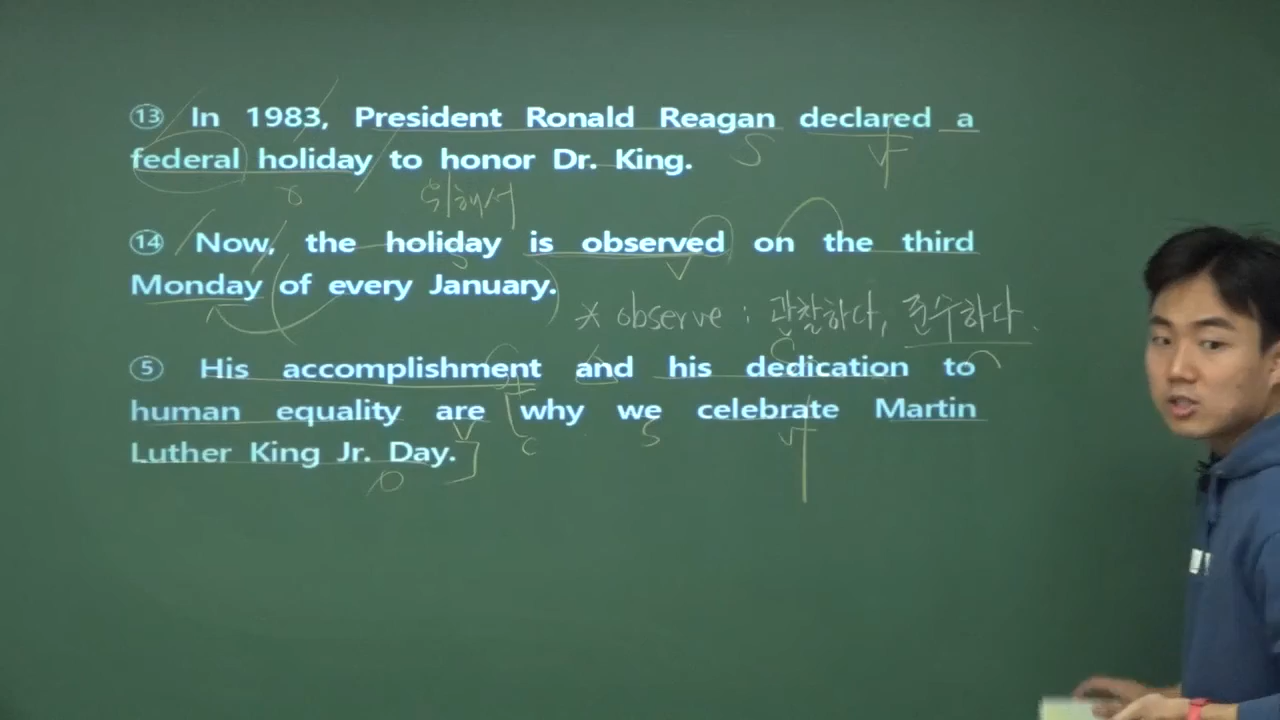 ⑬ In 1983, President Ronald Reagan declared a
S V
federal holiday to honor Dr. King.
위해서
⑭ Now, the holiday is observed on the third
S V
Monday of every January.
* observe : 관찰하다, 준수하다.
⑤ His accomplishment and his dedication to
human equality are why we celebrate Martin
V C S V
Luther King Jr. Day.
O